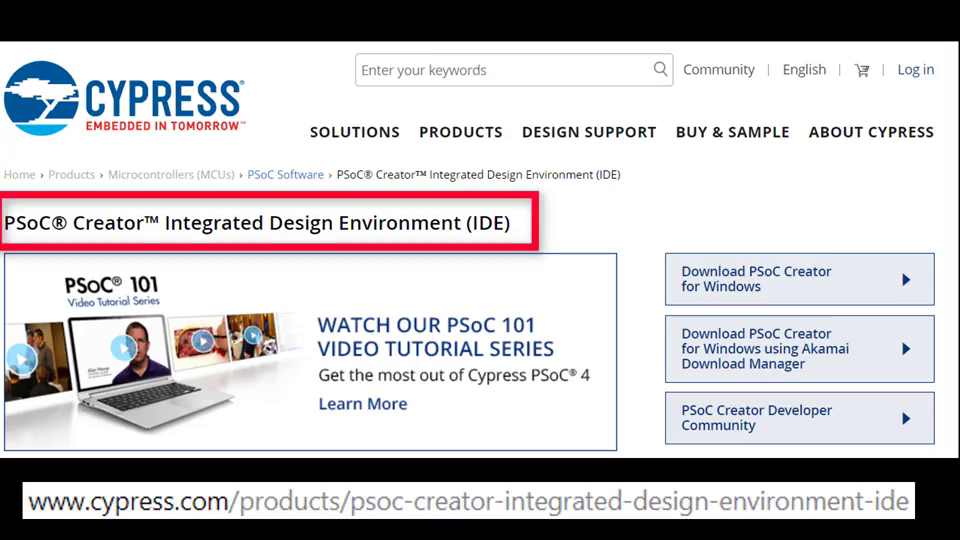 CYPRESS®
EMBEDDED IN TOMORROW™
Enter your keywords
Community | English | | Log in
SOLUTIONS PRODUCTS DESIGN SUPPORT BUY & SAMPLE ABOUT CYPRESS
Home › Products › Microcontrollers (MCUs) › PSoC Software › PSoC® Creator™ Integrated Design Environment (IDE)
PSoC® Creator™ Integrated Design Environment (IDE)
PSoC® 101
Video Tutorial Series
WATCH OUR PSoC 101
VIDEO TUTORIAL SERIES
Get the most out of Cypress PSoC® 4
Learn More
Download PSoC Creator
for Windows
Download PSoC Creator
for Windows using Akamai
Download Manager
PSoC Creator Developer
Community
www.cypress.com/products/psoc-creator-integrated-design-environment-ide